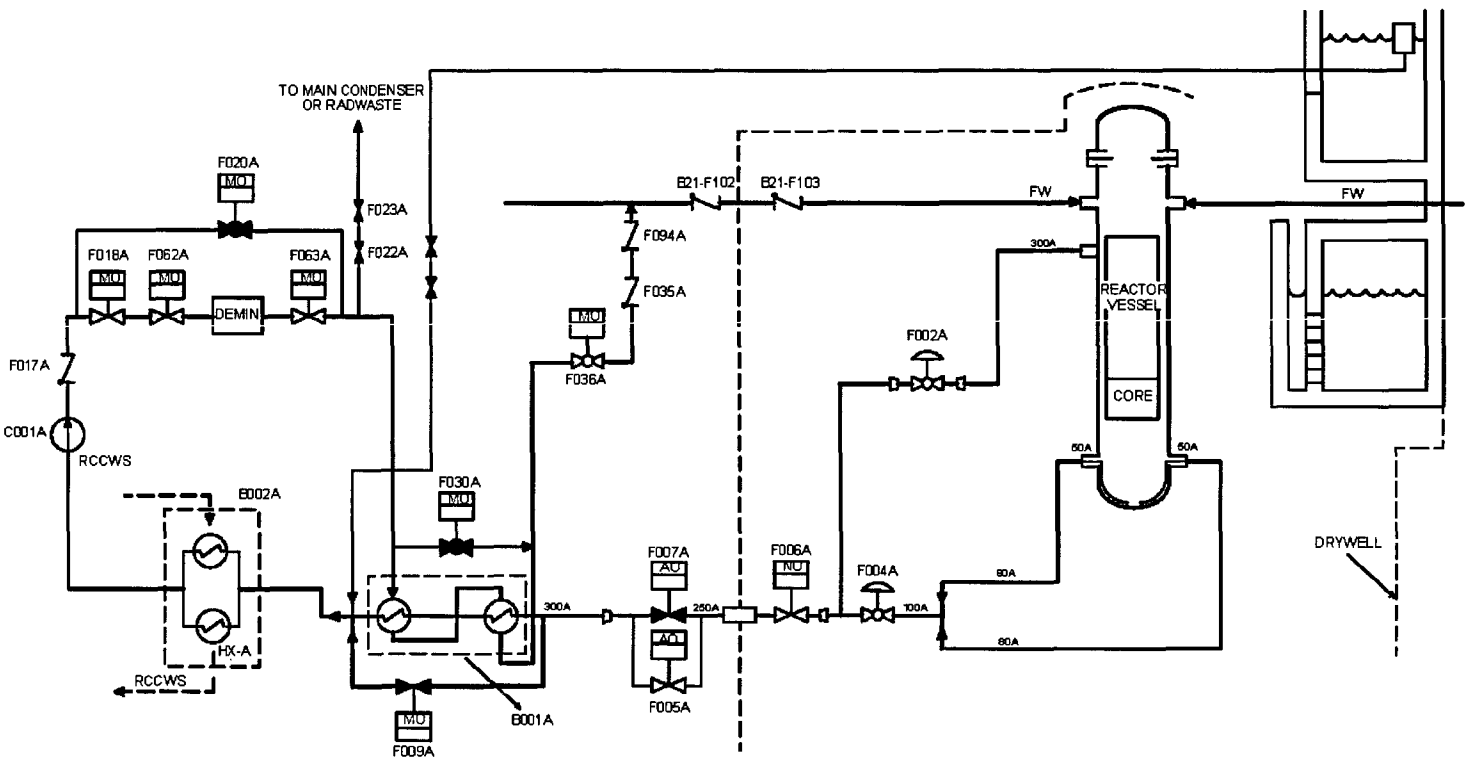 TO MAIN CONDENSER
OR RADWASTE
F020A
MO
F023A
F022A
F018A
MO
F062A
MO
F063A
MO
DEMIN
F017A
C001A
RCCWS
B002A
HX-A
RCCWS
B21-F102
B21-F103
FW
FW
F094A
F035A
MO
F036A
300A
REACTOR
VESSEL
CORE
F002A
50A
50A
F030A
MO
F007A
AO
300A
250A
F006A
NO
F004A
100A
80A
80A
AO
F005A
MO
F009A
B001A
DRYWELL